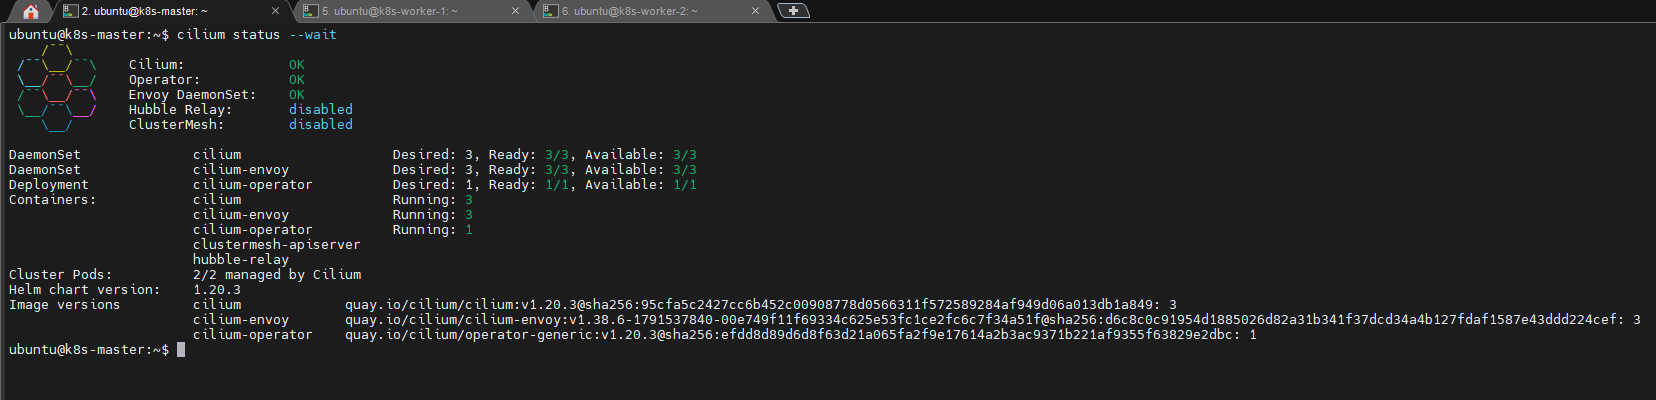 2. ubuntu@k8s-master: ~
5. ubuntu@k8s-worker-1: ~
6. ubuntu@k8s-worker-2: ~
ubuntu@k8s-master:~$ cilium status --wait
Cilium: OK
Operator: OK
Envoy DaemonSet: OK
Hubble Relay: disabled
ClusterMesh: disabled
DaemonSet cilium Desired: 3, Ready: 3/3, Available: 3/3
DaemonSet cilium-envoy Desired: 3, Ready: 3/3, Available: 3/3
Deployment cilium-operator Desired: 1, Ready: 1/1, Available: 1/1
Containers: cilium Running: 3
cilium-envoy Running: 3
cilium-operator Running: 1
clustermesh-apiserver
hubble-relay
Cluster Pods: 2/2 managed by Cilium
Helm chart version: 1.20.3
Image versions cilium quay.io/cilium/cilium:v1.20.3@sha256:95cfa5c2427cc6b452c00908778d0566311f572589284af949d06a013db1a849: 3
cilium-envoy quay.io/cilium/cilium-envoy:v1.38.6-1791537840-00e749f11f69334c625e53fc1ce2fc6c7f34a51f@sha256:d6c8c0c91954d1885026d82a31b341f37dcd34a4b127fdaf1587e43ddd224cef: 3
cilium-operator quay.io/cilium/operator-generic:v1.20.3@sha256:efdd8d89d6d8f63d21a065fa2f9e17614a2b3ac9371b221af9355f63829e2dbc: 1
ubuntu@k8s-master:~$